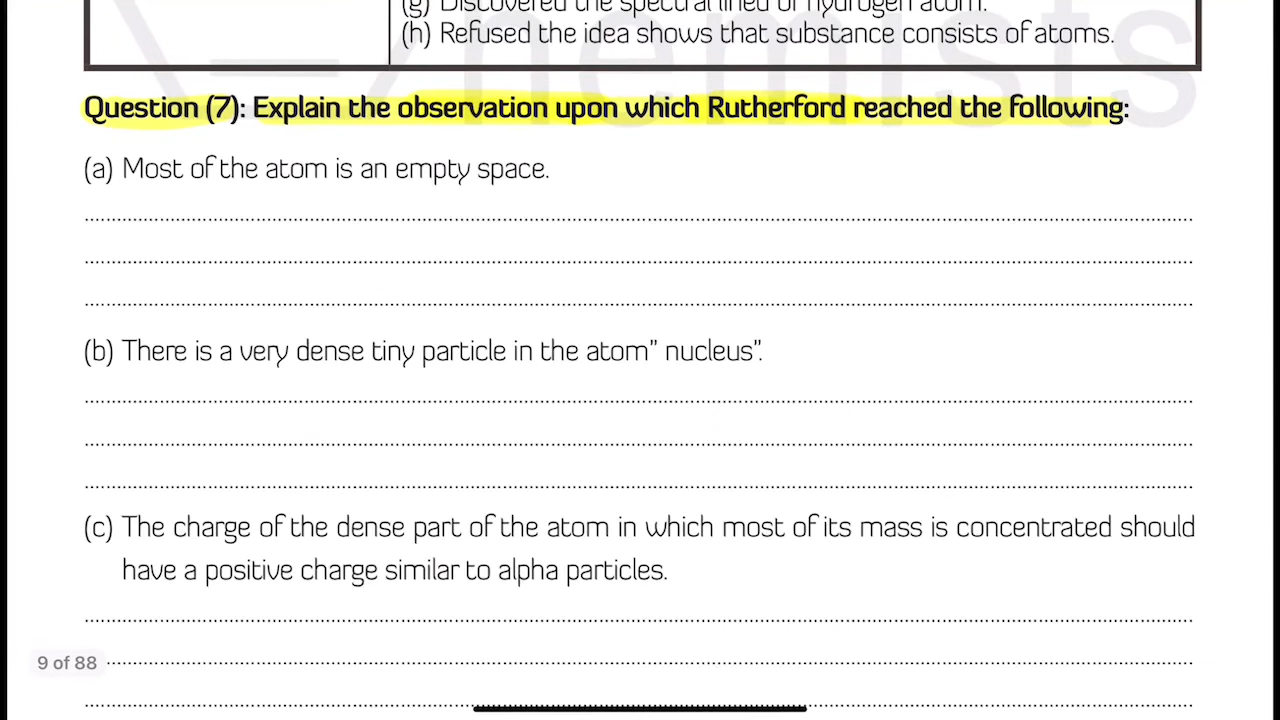 (g) Discovered the spectral lined of hydrogen atom.
(h) Refused the idea shows that substance consists of atoms.
Question (7): Explain the observation upon which Rutherford reached the following:
(a) Most of the atom is an empty space.
(b) There is a very dense tiny particle in the atom” nucleus”.
(c) The charge of the dense part of the atom in which most of its mass is concentrated should
have a positive charge similar to alpha particles.
9 of 88